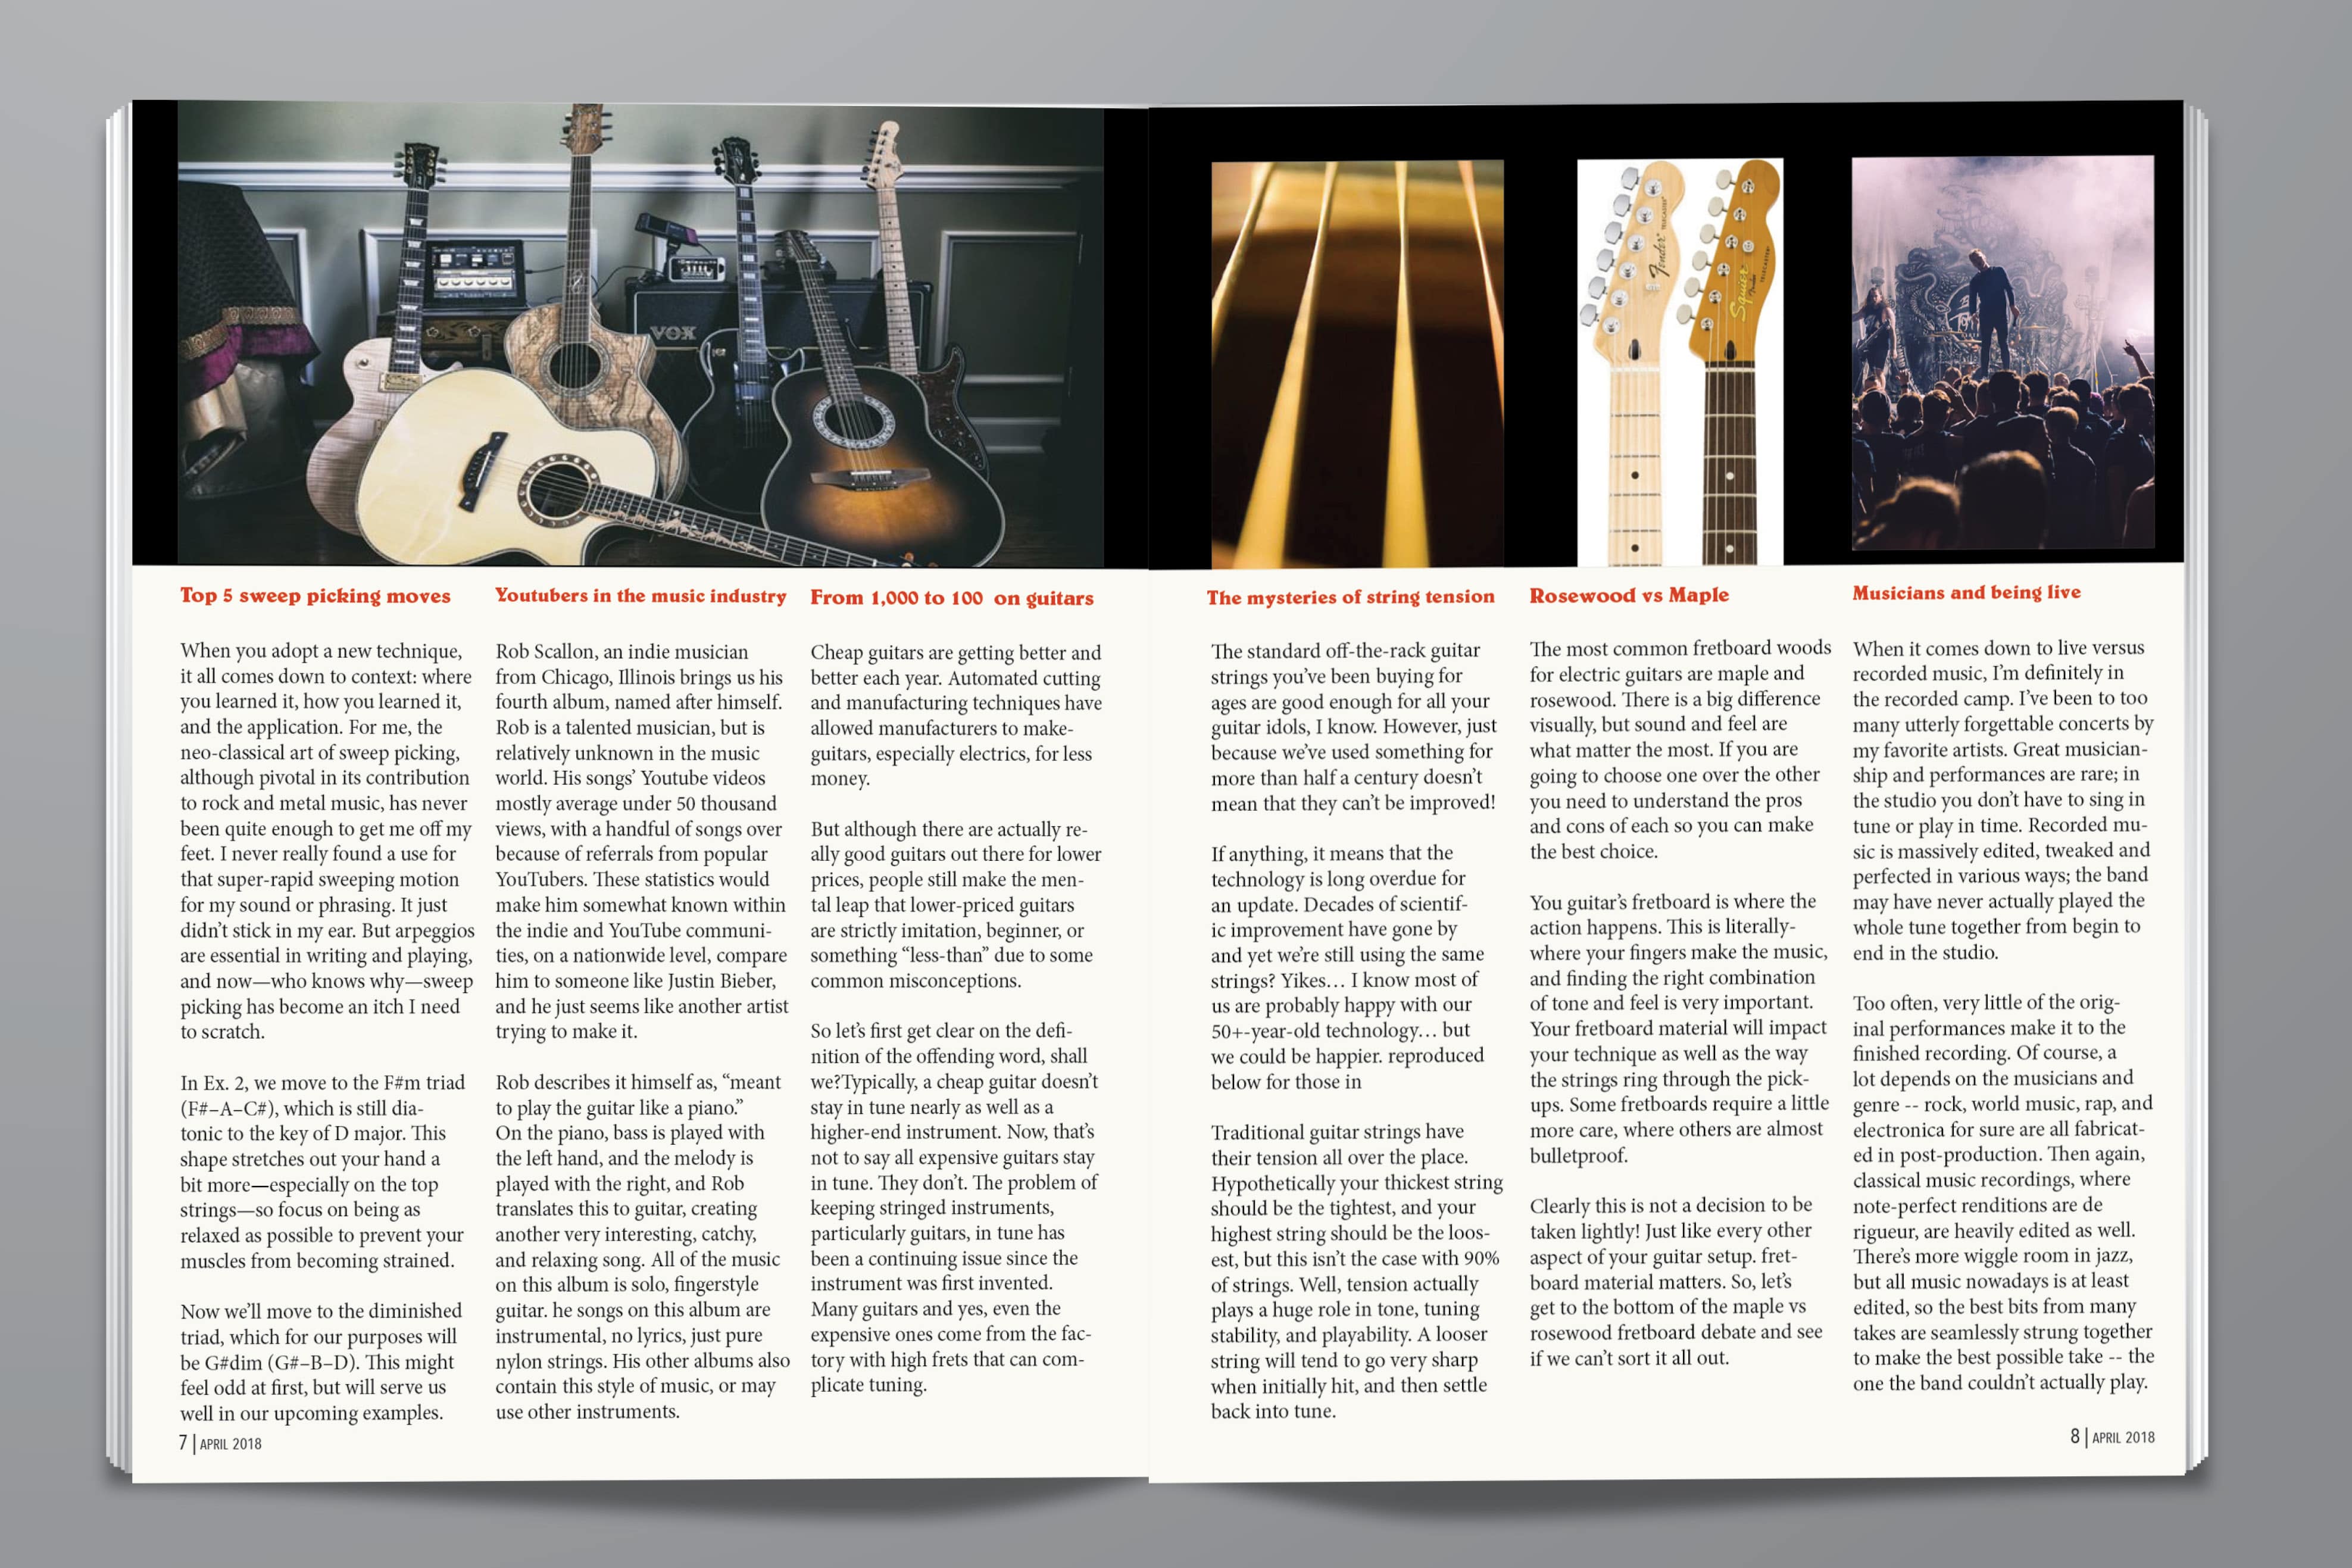 VOX
Fender
TELECASTER
Squier
TELECASTER
Top 5 sweep picking moves
When you adopt a new technique,
it all comes down to context: where
you learned it, how you learned it,
and the application. For me, the
neo-classical art of sweep picking,
although pivotal in its contribution
to rock and metal music, has never
been quite enough to get me off my
feet. I never really found a use for
that super-rapid sweeping motion
for my sound or phrasing. It just
didn't stick in my ear. But arpeggios
are essential in writing and playing,
and now—who knows why—sweep
picking has become an itch I need
to scratch.
In Ex. 2, we move to the F#m triad
(F#–A–C#), which is still dia-
tonic to the key of D major. This
shape stretches out your hand a
bit more—especially on the top
strings—so focus on being as
relaxed as possible to prevent your
muscles from becoming strained.
Now we'll move to the diminished
triad, which for our purposes will
be G#dim (G#–B–D). This might
feel odd at first, but will serve us
well in our upcoming examples.
7 | APRIL 2018
Youtubers in the music industry
Rob Scallon, an indie musician
from Chicago, Illinois brings us his
fourth album, named after himself.
Rob is a talented musician, but is
relatively unknown in the music
world. His songs' Youtube videos
mostly average under 50 thousand
views, with a handful of songs over
because of referrals from popular
YouTubers. These statistics would
make him somewhat known within
the indie and YouTube communi-
ties, on a nationwide level, compare
him to someone like Justin Bieber,
and he just seems like another artist
trying to make it.
Rob describes it himself as, “meant
to play the guitar like a piano.”
On the piano, bass is played with
the left hand, and the melody is
played with the right, and Rob
translates this to guitar, creating
another very interesting, catchy,
and relaxing song. All of the music
on this album is solo, fingerstyle
guitar. he songs on this album are
instrumental, no lyrics, just pure
nylon strings. His other albums also
contain this style of music, or may
use other instruments.
From 1,000 to 100 on guitars
Cheap guitars are getting better and
better each year. Automated cutting
and manufacturing techniques have
allowed manufacturers to make-
guitars, especially electrics, for less
money.
But although there are actually re-
ally good guitars out there for lower
prices, people still make the men-
tal leap that lower-priced guitars
are strictly imitation, beginner, or
something “less-than” due to some
common misconceptions.
So let's first get clear on the defi-
nition of the offending word, shall
we?Typically, a cheap guitar doesn't
stay in tune nearly as well as a
higher-end instrument. Now, that's
not to say all expensive guitars stay
in tune. They don't. The problem of
keeping stringed instruments,
particularly guitars, in tune has
been a continuing issue since the
instrument was first invented.
Many guitars and yes, even the
expensive ones come from the fac-
tory with high frets that can com-
plicate tuning.
The mysteries of string tension
The standard off-the-rack guitar
strings you've been buying for
ages are good enough for all your
guitar idols, I know. However, just
because we've used something for
more than half a century doesn't
mean that they can't be improved!
If anything, it means that the
technology is long overdue for
an update. Decades of scientif-
ic improvement have gone by
and yet we're still using the same
strings? Yikes… I know most of
us are probably happy with our
50+-year-old technology… but
we could be happier. reproduced
below for those in
Traditional guitar strings have
their tension all over the place.
Hypothetically your thickest string
should be the tightest, and your
highest string should be the loos-
est, but this isn't the case with 90%
of strings. Well, tension actually
plays a huge role in tone, tuning
stability, and playability. A looser
string will tend to go very sharp
when initially hit, and then settle
back into tune.
Rosewood vs Maple
The most common fretboard woods
for electric guitars are maple and
rosewood. There is a big difference
visually, but sound and feel are
what matter the most. If you are
going to choose one over the other
you need to understand the pros
and cons of each so you can make
the best choice.
You guitar's fretboard is where the
action happens. This is literally-
where your fingers make the music,
and finding the right combination
of tone and feel is very important.
Your fretboard material will impact
your technique as well as the way
the strings ring through the pick-
ups. Some fretboards require a little
more care, where others are almost
bulletproof.
Clearly this is not a decision to be
taken lightly! Just like every other
aspect of your guitar setup. fret-
board material matters. So, let's
get to the bottom of the maple vs
rosewood fretboard debate and see
if we can't sort it all out.
Musicians and being live
When it comes down to live versus
recorded music, I'm definitely in
the recorded camp. I've been to too
many utterly forgettable concerts by
my favorite artists. Great musician-
ship and performances are rare; in
the studio you don't have to sing in
tune or play in time. Recorded mu-
sic is massively edited, tweaked and
perfected in various ways; the band
may have never actually played the
whole tune together from begin to
end in the studio.
Too often, very little of the orig-
inal performances make it to the
finished recording. Of course, a
lot depends on the musicians and
genre -- rock, world music, rap, and
electronica for sure are all fabricat-
ed in post-production. Then again,
classical music recordings, where
note-perfect renditions are de
rigueur, are heavily edited as well.
There's more wiggle room in jazz,
but all music nowadays is at least
edited, so the best bits from many
takes are seamlessly strung together
to make the best possible take -- the
one the band couldn't actually play.
8 | APRIL 2018